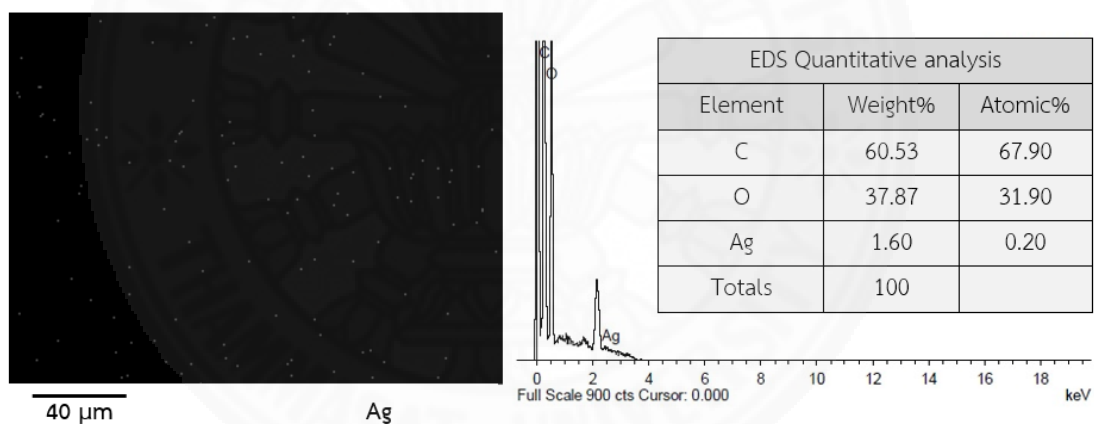 40 µm
Ag
C
O
Ag
0 2 4 6 8 10 12 14 16 18
Full Scale 900 cts Cursor: 0.000 keV
EDS Quantitative analysis
Element Weight% Atomic%
C 60.53 67.90
O 37.87 31.90
Ag 1.60 0.20
Totals 100